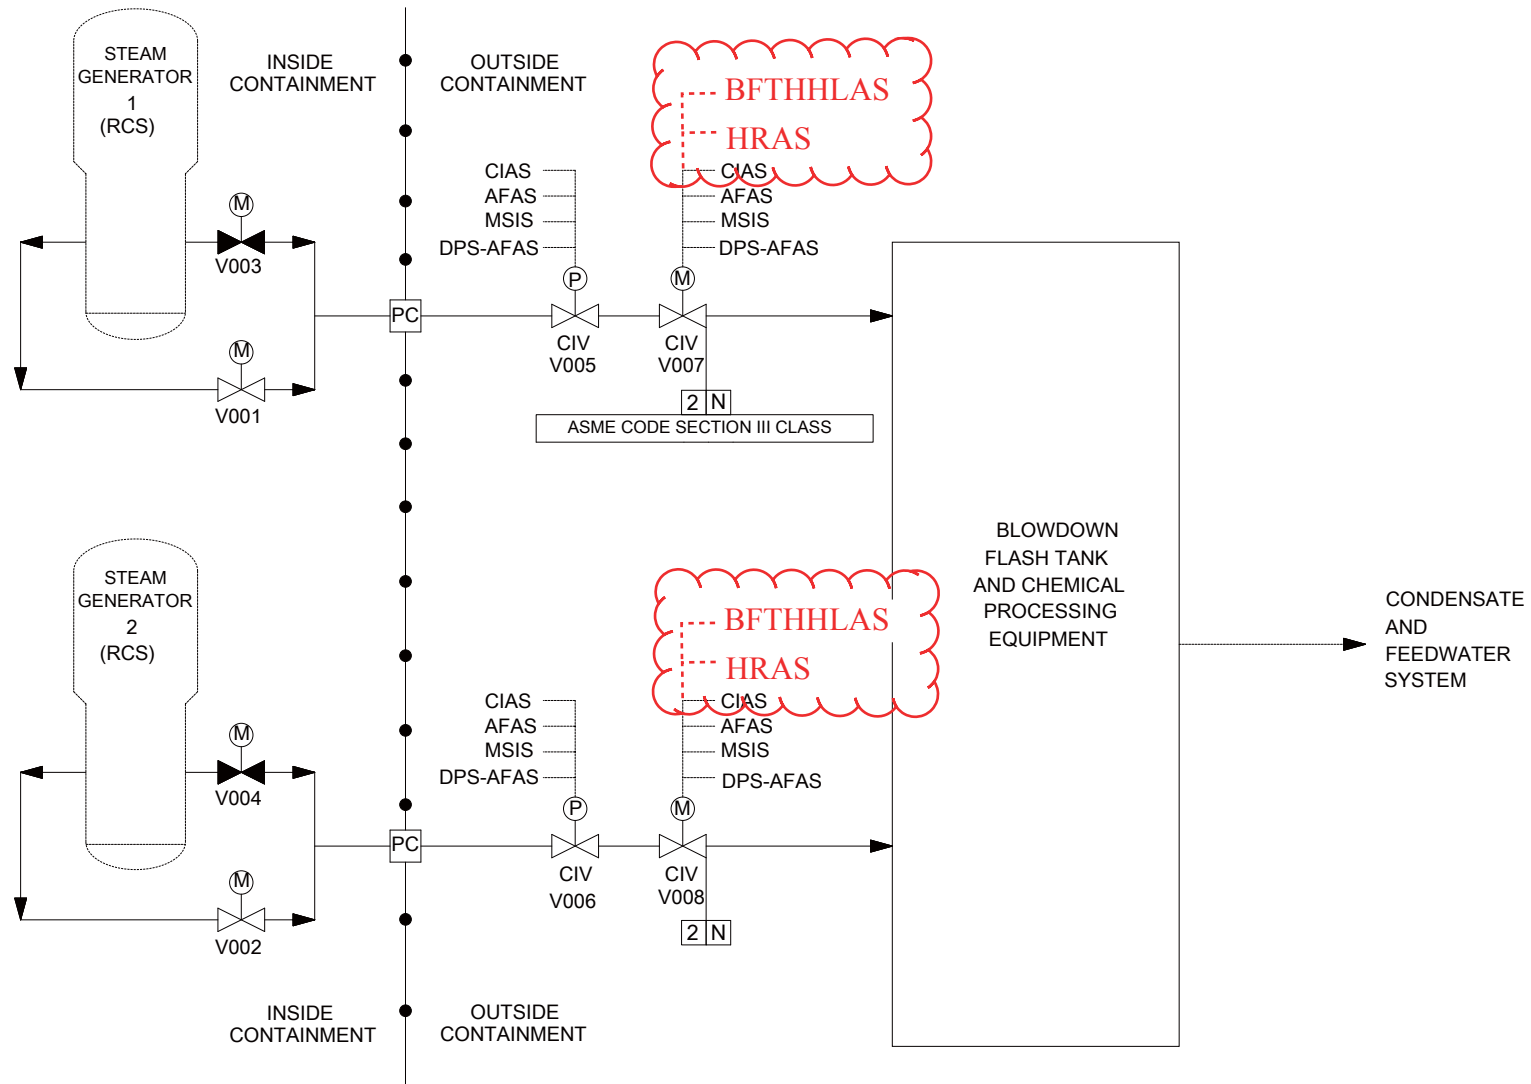 STEAM
GENERATOR
1
(RCS)
INSIDE
CONTAINMENT
OUTSIDE
CONTAINMENT
BFTHHLAS
HRAS
CIAS
AFAS
MSIS
DPS-AFAS
CIAS
AFAS
MSIS
DPS-AFAS
M
V003
M
V001
PC
P
CIV
V005
M
CIV
V007
2 N
ASME CODE SECTION III CLASS
BLOWDOWN
FLASH TANK
AND CHEMICAL
PROCESSING
EQUIPMENT
CONDENSATE
AND
FEEDWATER
SYSTEM
STEAM
GENERATOR
2
(RCS)
BFTHHLAS
HRAS
CIAS
AFAS
MSIS
DPS-AFAS
CIAS
AFAS
MSIS
DPS-AFAS
M
V004
M
V002
PC
P
CIV
V006
M
CIV
V008
2 N
INSIDE
CONTAINMENT
OUTSIDE
CONTAINMENT